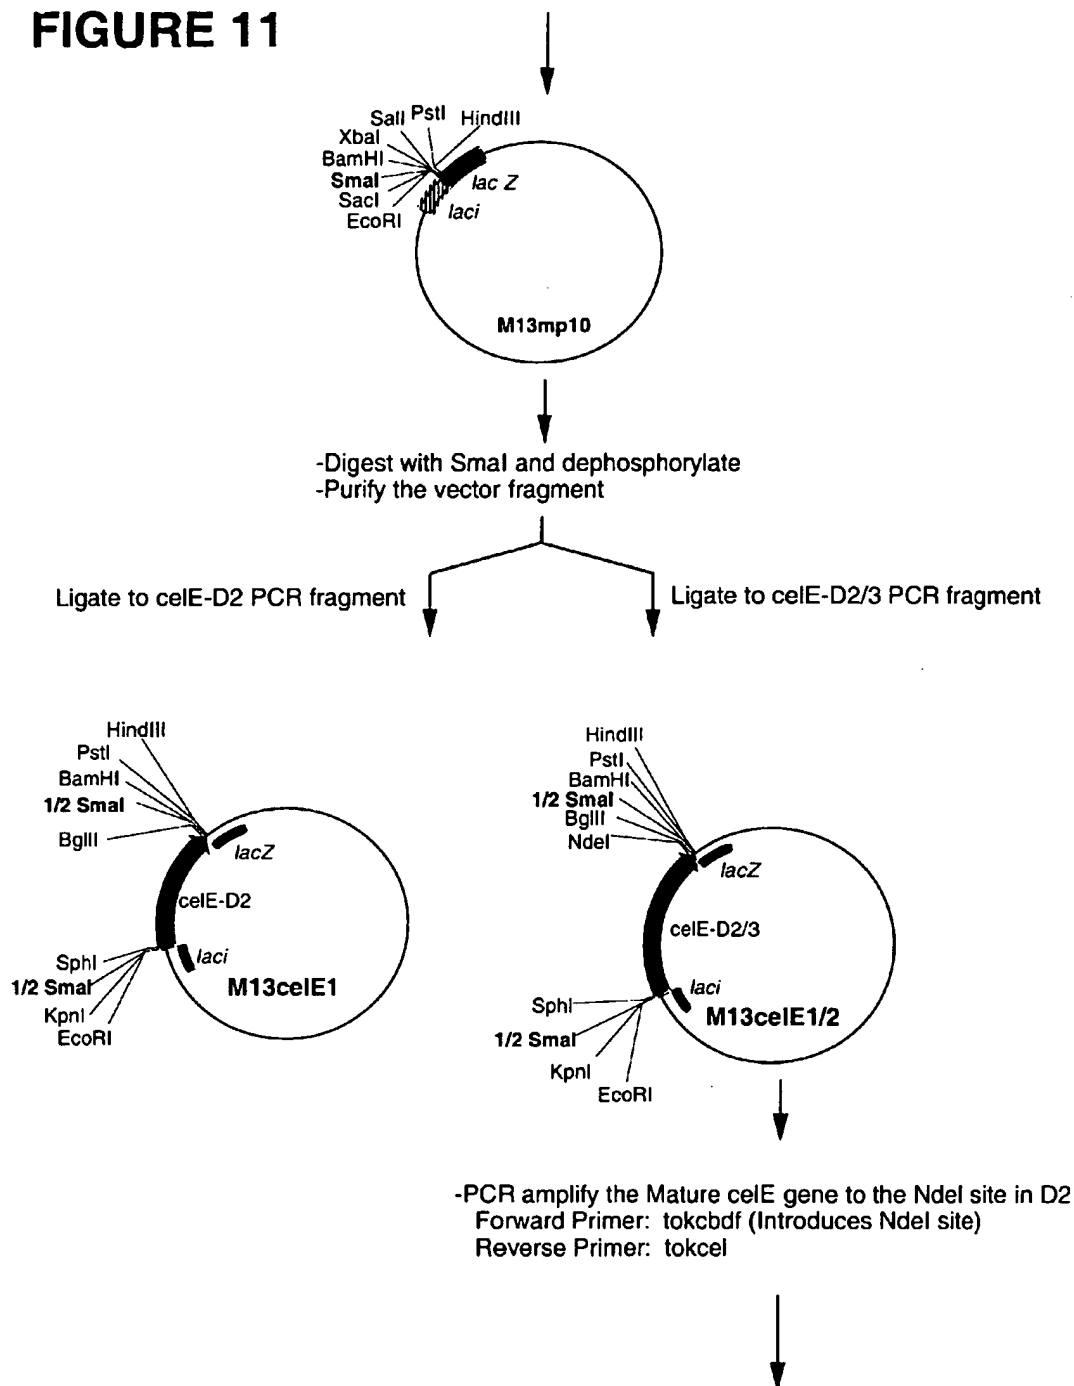 FIGURE 11
SalI PstI HindIII
XbaI
BamHI
SmaI
SacI
EcoRI
lac Z
laci
M13mp10
-Digest with SmaI and dephosphorylate
-Purify the vector fragment
Ligate to celE-D2 PCR fragment
Ligate to celE-D2/3 PCR fragment
HindIII
PstI
BamHI
1/2 SmaI
BglII
lacZ
celE-D2
laci
SphI
1/2 SmaI
KpnI
EcoRI
M13celE1
HindIII
PstI
BamHI
1/2 SmaI
BglII
NdeI
lacZ
celE-D2/3
laci
SphI
1/2 SmaI
KpnI
EcoRI
M13celE1/2
-PCR amplify the Mature celE gene to the NdeI site in D2
Forward Primer: tokcbdf (Introduces NdeI site)
Reverse Primer: tokcel